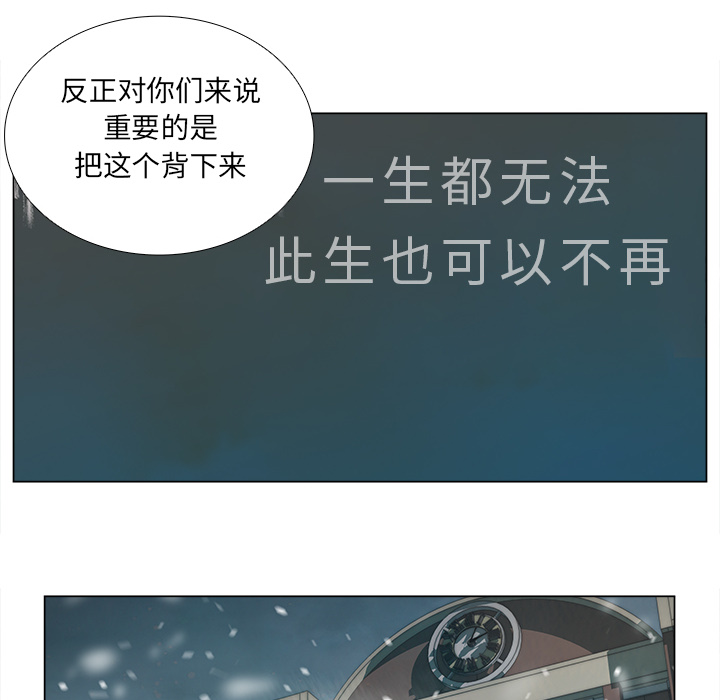 反正对你们来说
重要的是
把这个背下来
一生都无法
此生也可以不再